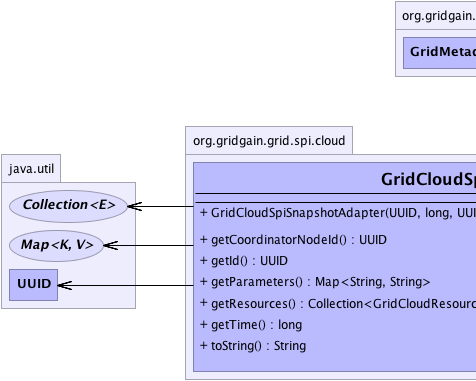 org.gridgain.
GridMetad
org.gridgain.grid.spi.cloud
java.util
GridCloudSp
Collection<E>
+ GridCloudSpiSnapshotAdapter(UUID, long, UUI
Map<K, V>
+ getCoordinatorNodeId() : UUID
+ getId() : UUID
UUID
+ getParameters() : Map<String, String>
+ getResources() : Collection<GridCloudResourc
+ getTime() : long
+ toString() : String